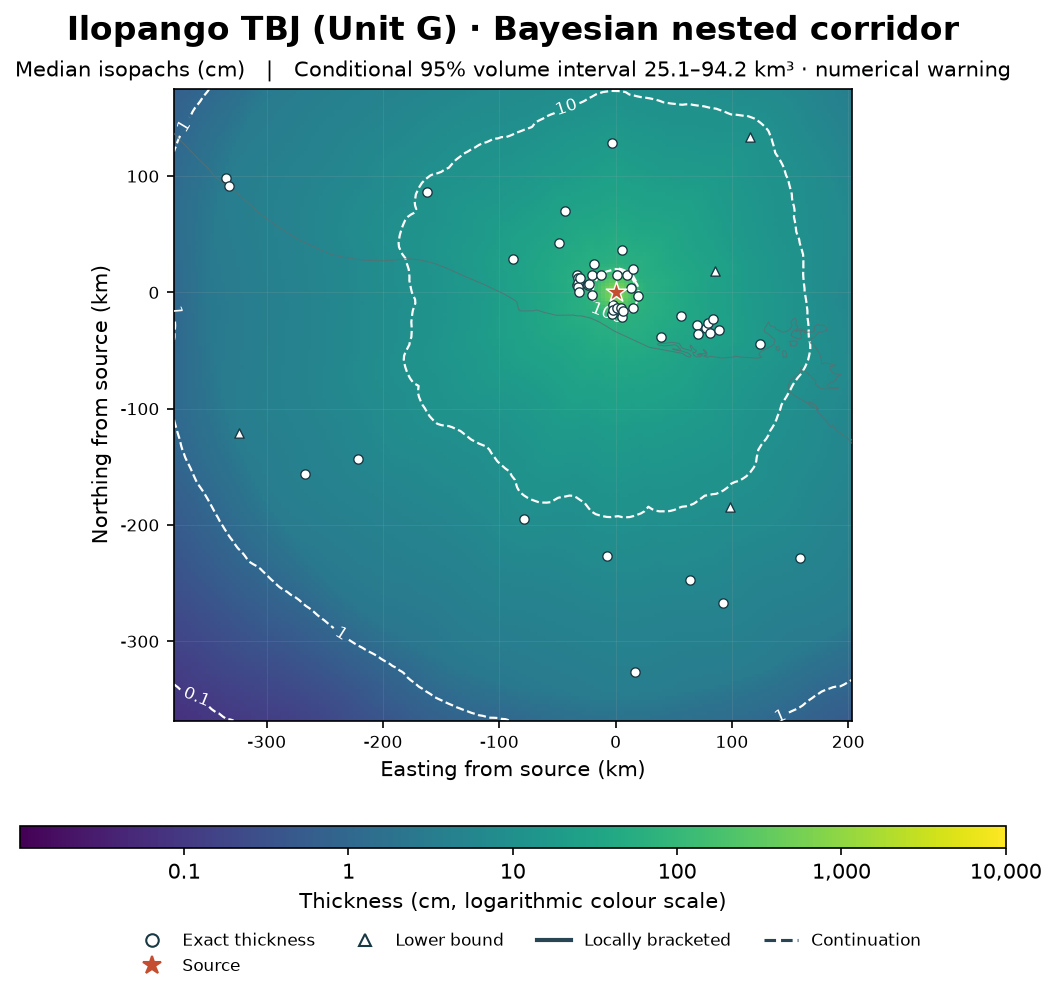 Ilopango TBJ (Unit G) · Bayesian nested corridor
Median isopachs (cm)   |   Conditional 95% volume interval 25.1–94.2 km³ · numerical warning
10
1
100
0
1
-100
-200
-300
1
0.1
1
-300
-200
-100
0
100
200
Northing from source (km)
Easting from source (km)
0.1
1
10
100
1,000
10,000
Thickness (cm, logarithmic colour scale)
Exact thickness
Lower bound
Locally bracketed
Continuation
Source